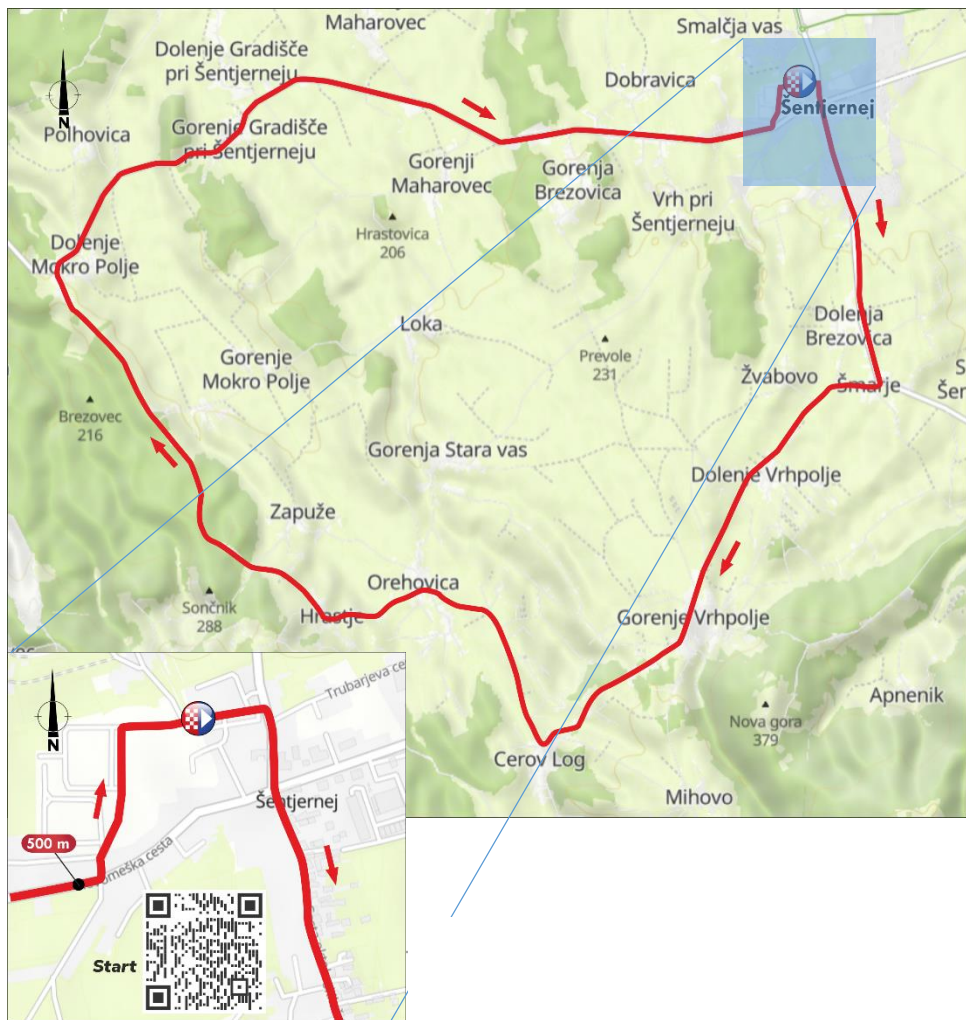 Maharovec
Smalčja vas
Dolenje Gradišče
pri Šentjerneju
Dobravica
N
Šentjernej
Polhovica
Gorenje Gradišče
pri Šentjerneju
Gorenji
Maharovec
Gorenja
Brezovica
Vrh pri
Šentjerneju
Hrastovica
206
Dolenje
Mokro Polje
Dolenja
Brezovica
Loka
Prevole
231
Gorenje
Mokro Polje
Žvabovo
Šmarje
Brezovec
216
Gorenja Stara vas
Dolenje Vrhpolje
Zapuže
Orehovica
Sončnik
288
Hrastje
Gorenje Vrhpolje
Apnenik
Nova gora
379
Cerov Log
Mihovo
N
Trubarjeva
Šentjernej
500 m
cesta
Start